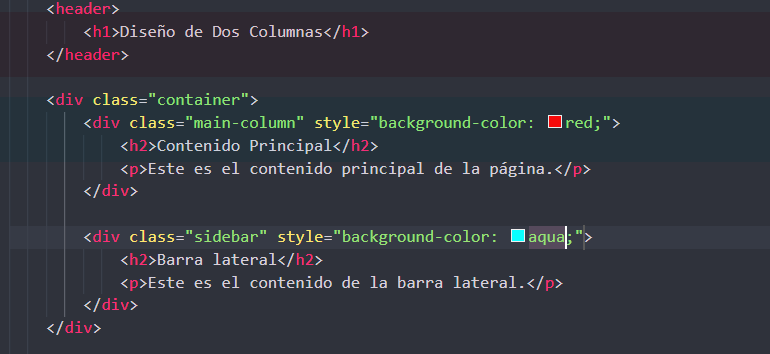 <header>
<h1>Diseño de Dos Columnas</h1>
</header>
<div class="container">
<div class="main-column" style="background-color: red;">
<h2>Contenido Principal</h2>
<p>Este es el contenido principal de la página.</p>
</div>
<div class="sidebar" style="background-color: aqua;">
<h2>Barra lateral</h2>
<p>Este es el contenido de la barra lateral.</p>
</div>
</div>